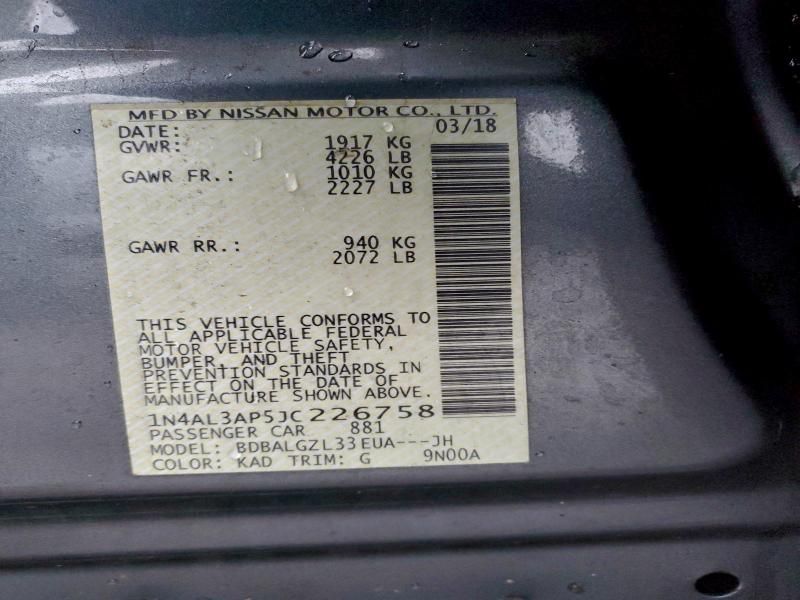 MFD BY NISSAN MOTOR CO., LTD.
DATE: 03/18
GVWR: 1917 KG
4226 LB
GAWR FR.: 1010 KG
2227 LB
GAWR RR.: 940 KG
2072 LB
THIS VEHICLE CONFORMS TO
ALL APPLICABLE FEDERAL
MOTOR VEHICLE SAFETY,
BUMPER, AND THEFT
PREVENTION STANDARDS IN
EFFECT ON THE DATE OF
MANUFACTURE SHOWN ABOVE.
1N4AL3AP5JC226758
PASSENGER CAR 881
MODEL: BDBALGZL33EUA---JH
COLOR: KAD TRIM: G 9N00A